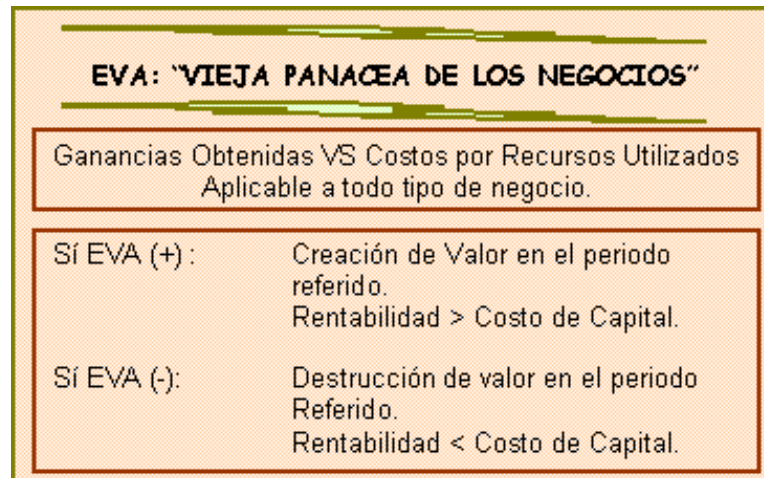 EVA: "VIEJA PANACEA DE LOS NEGOCIOS"
Ganancias Obtenidas VS Costos por Recursos Utilizados
Aplicable a todo tipo de negocio.
Sí EVA (+) : Creación de Valor en el periodo
referido.
Rentabilidad > Costo de Capital.
Sí EVA (-): Destrucción de valor en el periodo
Referido.
Rentabilidad < Costo de Capital.